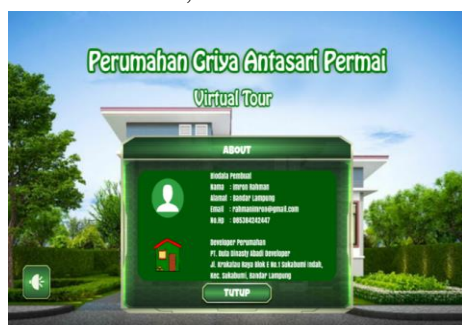 Perumahan Griya Antasari Permai
Virtual Tour
ABOUT
Biodata Pembuat
Nama : Imron Rahman
Alamat : Bandar Lampung
Email : rahmanimron@gmail.com
No.Hp : 085384242447
Developer Perumahan
PT. Bula Dinasty Abadi Developer
Jl. Krakatau Raya Blok E No.1 Sukabumi Indah,
Kec. Sukabumi, Bandar Lampung
TUTUP